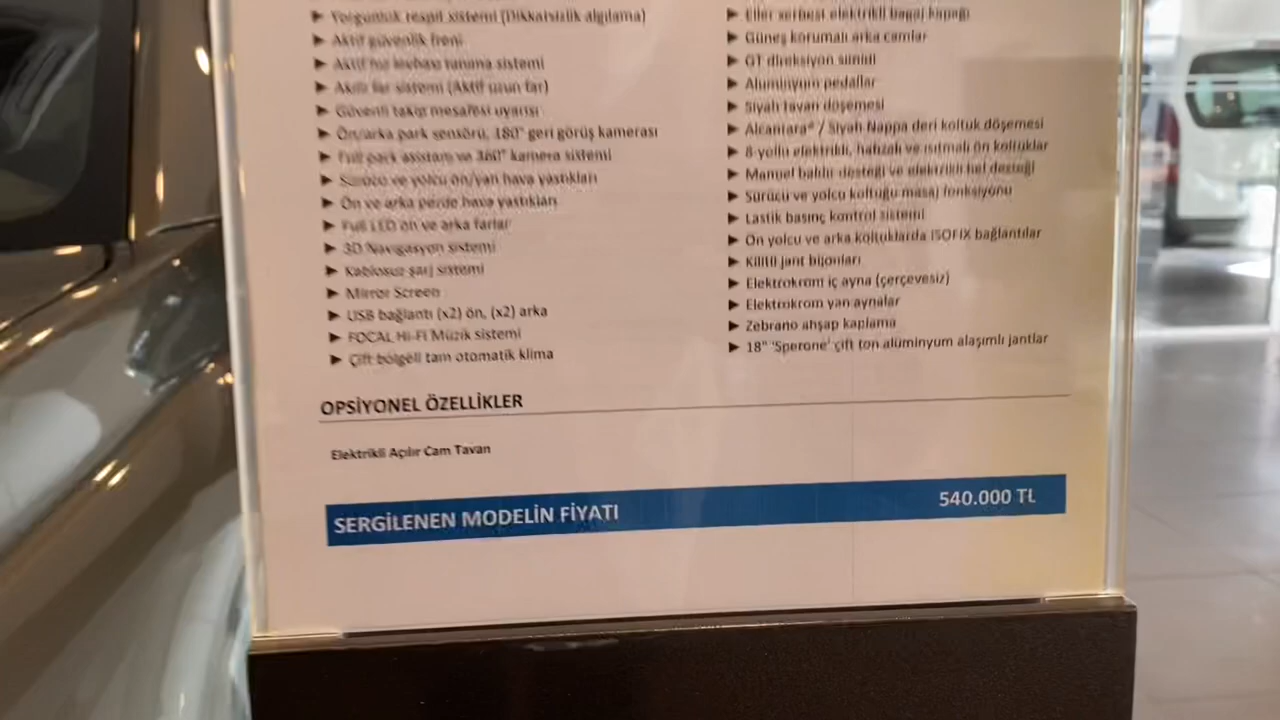 Yorgunluk tespit sistemi (Dikkatsizlik algılama)
Aktif güvenlik freni
Aktif hız levhası tanıma sistemi
Akıllı far sistemi (Aktif uzun far)
Güvenli takip mesafesi uyarısı
Ön/arka park sensörü, 180° geri görüş kamerası
Full park asistanı ve 360° kamera sistemi
Sürücü ve yolcu ön/yan hava yastıkları
Ön ve arka perde hava yastıkları
Full LED ön ve arka farlar
3D Navigasyon sistemi
Kablosuz şarj sistemi
Mirror Screen
USB bağlantı (x2) ön, (x2) arka
FOCAL Hi-Fi Müzik sistemi
Çift bölgeli tam otomatik klima
Eller serbest elektrikli bagaj kapağı
Güneş korumalı arka camlar
GT direksiyon simidi
Aluminyum pedallar
Siyah tavan döşemesi
Alcantara® / Siyah Nappa deri koltuk döşemesi
8 yollu elektrikli, hafızalı ve ısıtmalı ön koltuklar
Manuel baldır desteği ve elektrikli bel desteği
Sürücü ve yolcu koltuğu masaj fonksiyonu
Lastik basınç kontrol sistemi
Ön yolcu ve arka koltuklarda ISOFIX bağlantılar
Kilitli jant bijonları
Elektrokrom iç ayna (çerçevesiz)
Elektrokrom yan aynalar
Zebrano ahşap kaplama
18" 'Sperone' çift ton alüminyum alaşımlı jantlar
OPSİYONEL ÖZELLİKLER
Elektrikli Açılır Cam Tavan
SERGİLENEN MODELİN FİYATI 540.000 TL